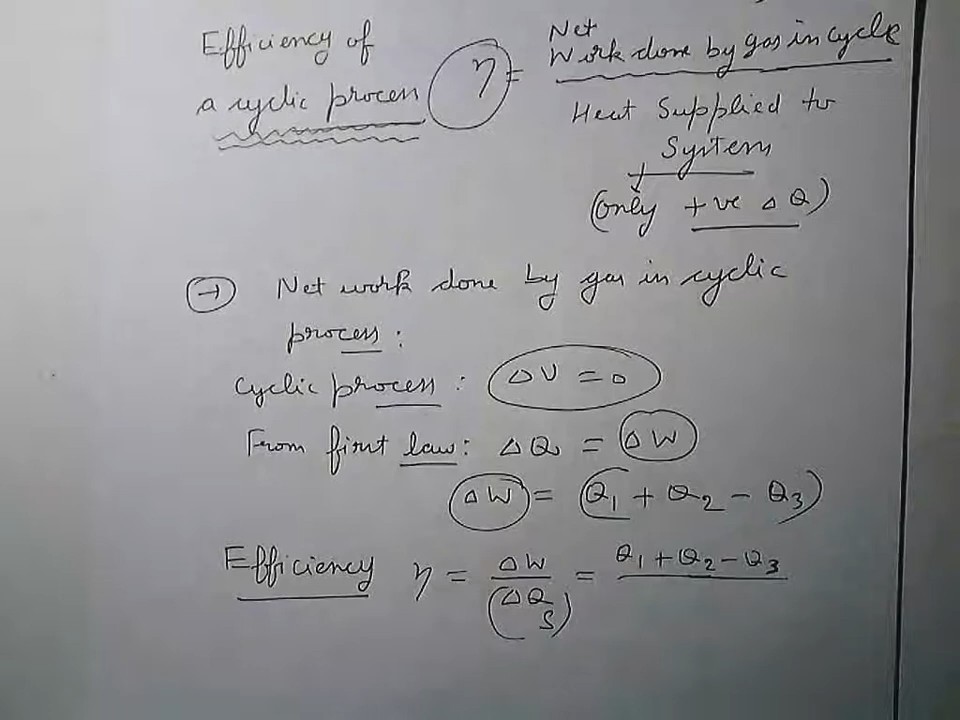 Efficiency of
a cyclic process η = Net Work done by gas in cycle
Heat Supplied to
System
(only +ve ΔQ)
→ Net work done by gas in cyclic
process :
Cyclic process : ΔU = 0
From first law : ΔQ = ΔW
ΔW = (Q₁ + Q₂ - Q₃)
Efficiency η = ΔW / (ΔQ_S) = Q₁ + Q₂ - Q₃